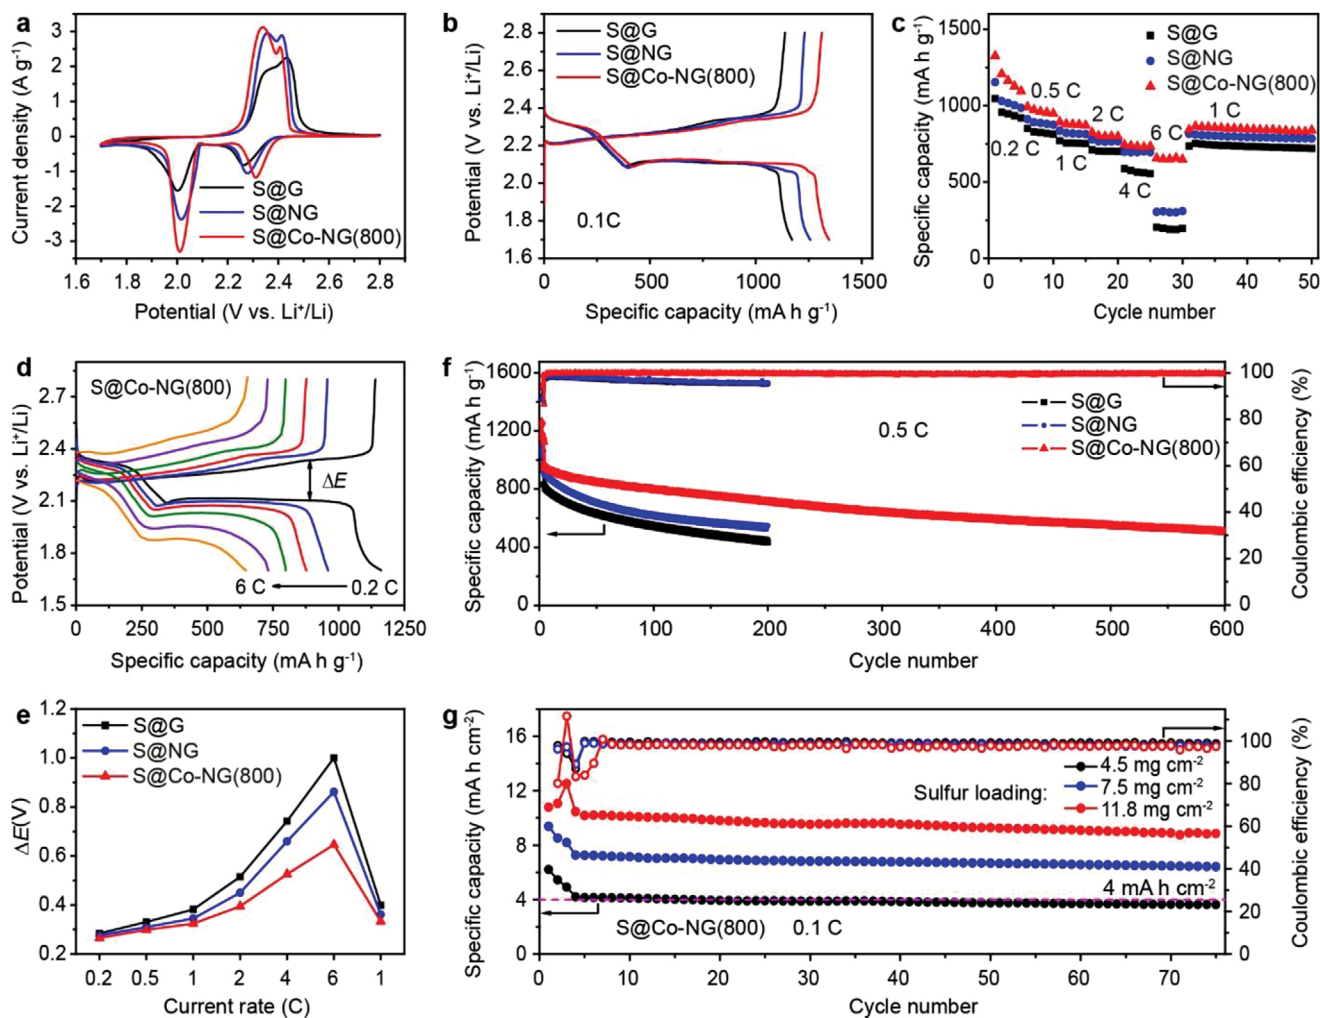 a
3
2
1
0
-1
-2
-3
1.6
2.0
2.4
2.8
Current density (A g⁻¹)
Potential (V vs. Li⁺/Li)
S@G
S@NG
S@Co-NG(800)
b
2.8
2.6
2.4
2.2
2.0
1.8
1.6
0
500
1000
1500
Potential (V vs. Li⁺/Li)
Specific capacity (mA h g⁻¹)
S@G
S@NG
S@Co-NG(800)
0.1C
c
1500
1000
500
0
0
10
20
30
40
50
Specific capacity (mA h g⁻¹)
Cycle number
S@G
S@NG
S@Co-NG(800)
0.2 C
0.5 C
1 C
2 C
4 C
6 C
1 C
d
2.7
2.4
2.1
1.8
1.5
0
250
500
750
1000
1250
Potential (V vs. Li⁺/Li)
Specific capacity (mA h g⁻¹)
S@Co-NG(800)
ΔE
6 C
0.2 C
f
1600
1200
800
400
0
0
100
200
300
400
500
600
100
80
60
40
20
0
Specific capacity (mA h g⁻¹)
Cycle number
Coulombic efficiency (%)
0.5 C
S@G
S@NG
S@Co-NG(800)
e
1.2
1.0
0.8
0.6
0.4
0.2
0.2
0.5
1
2
4
6
1
ΔE(V)
Current rate (C)
S@G
S@NG
S@Co-NG(800)
g
16
12
8
4
0
0
10
20
30
40
50
60
70
100
80
60
40
20
0
Specific capacity (mA h cm⁻²)
Cycle number
Coulombic efficiency (%)
Sulfur loading:
4.5 mg cm⁻²
7.5 mg cm⁻²
11.8 mg cm⁻²
4 mA h cm⁻²
S@Co-NG(800) 0.1 C